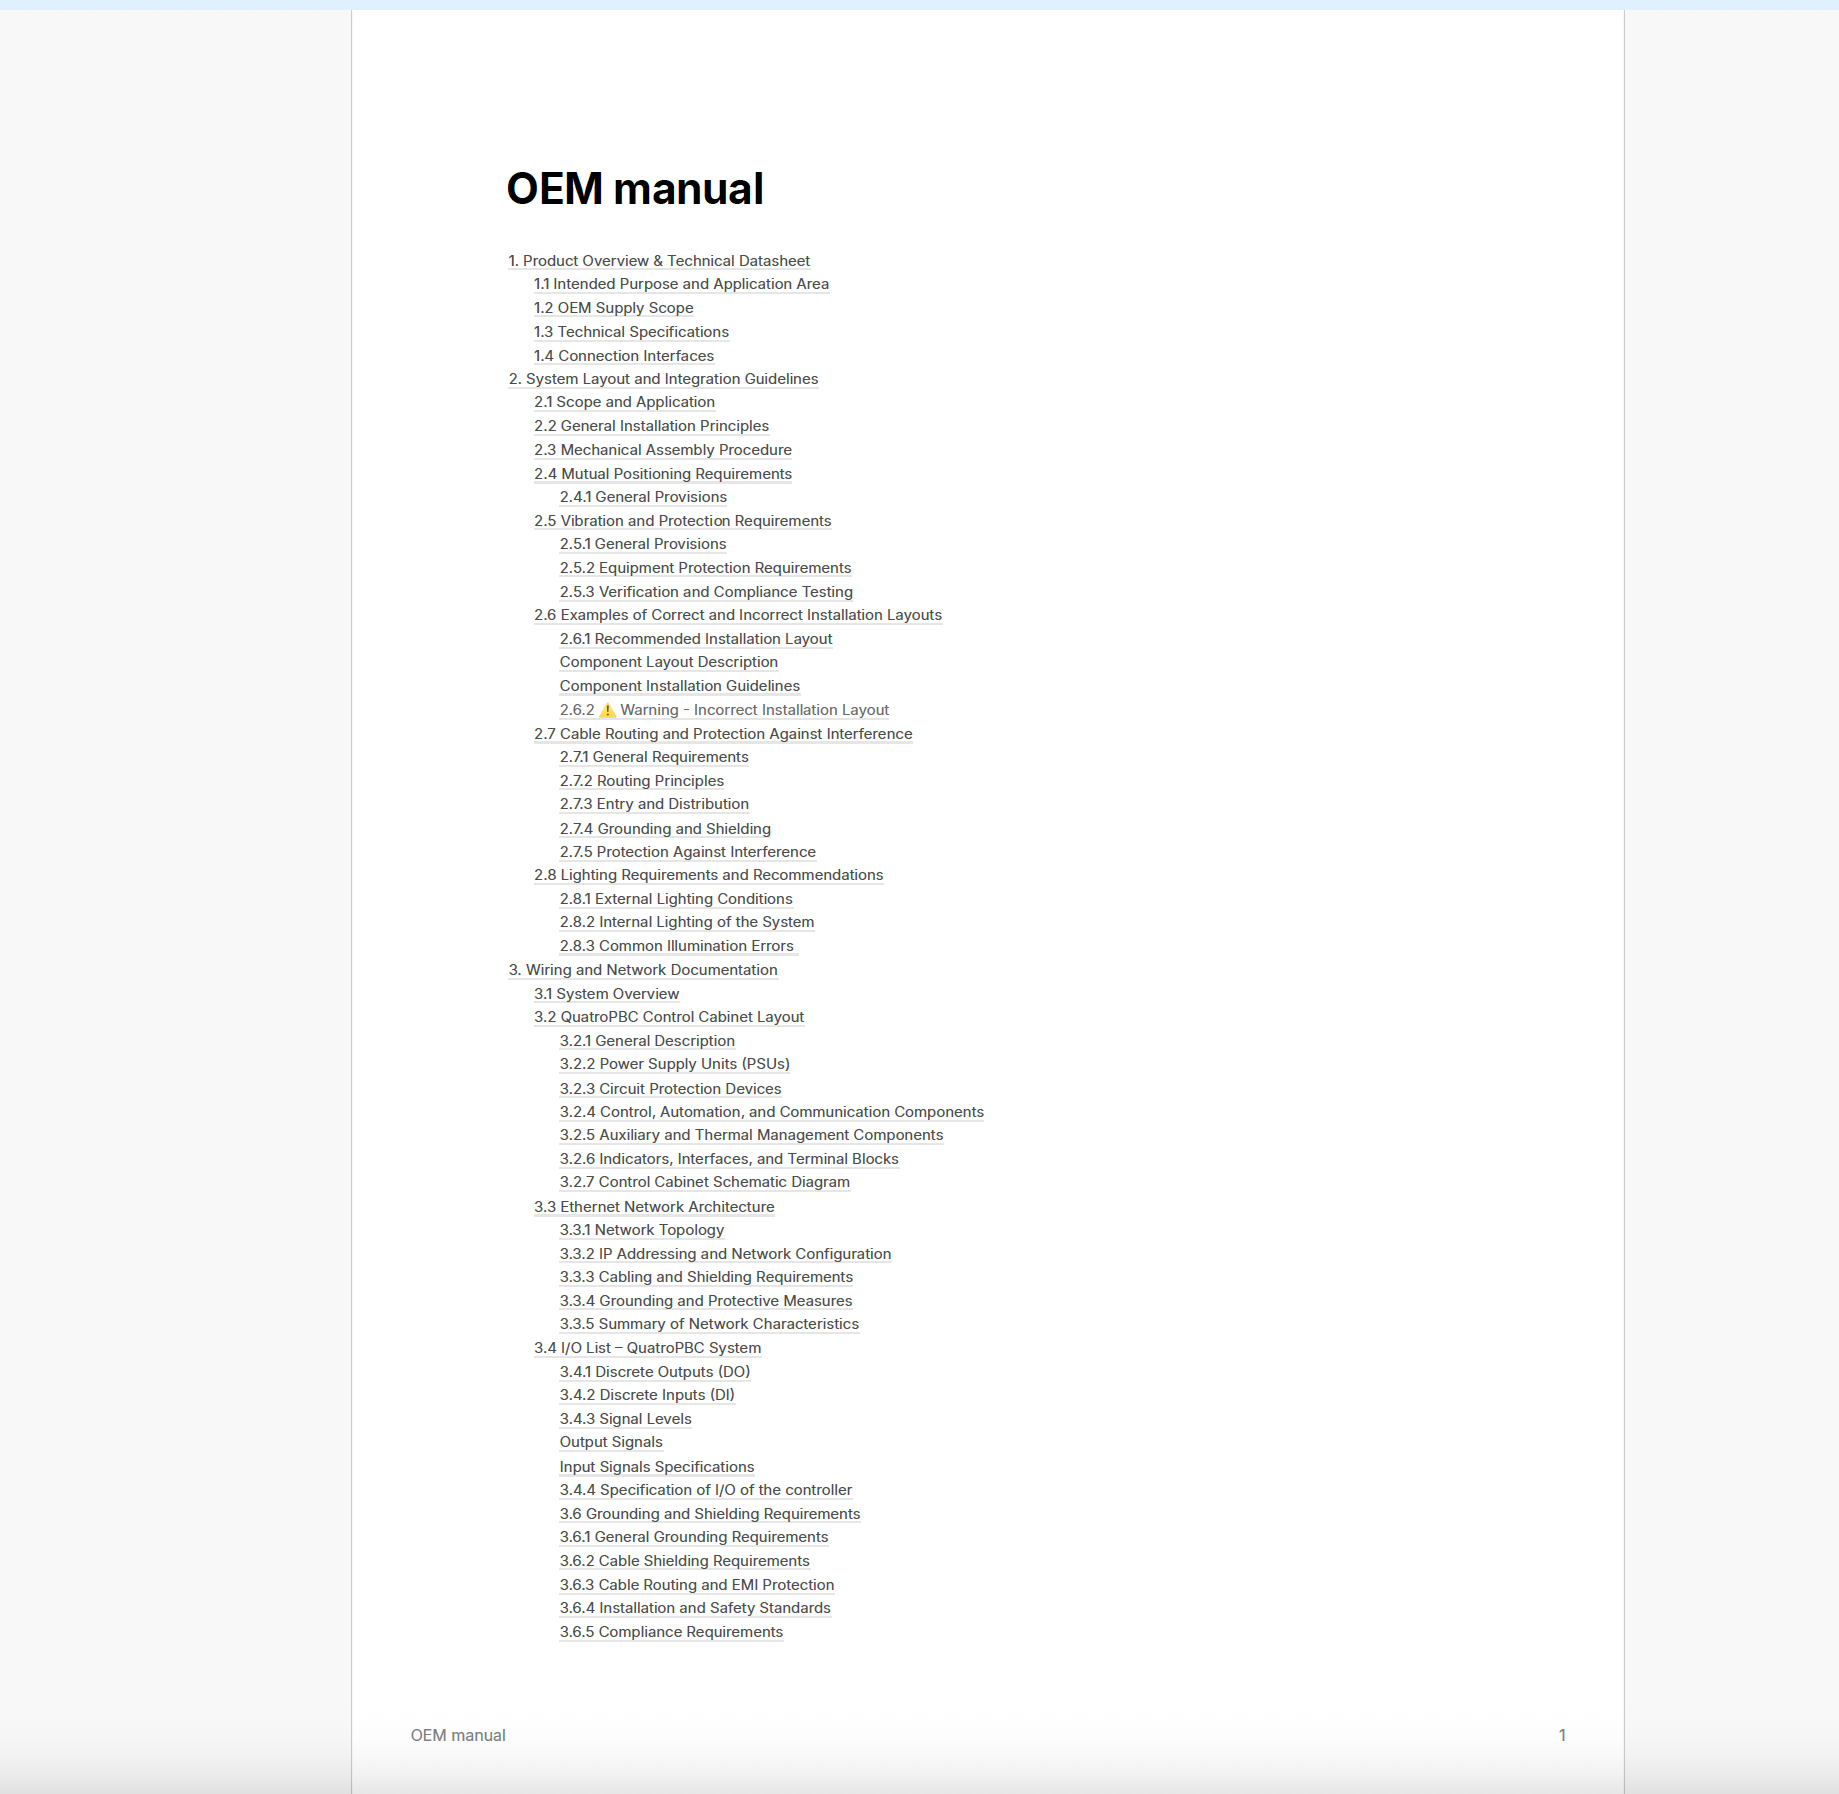 OEM manual
1. Product Overview & Technical Datasheet
1.1 Intended Purpose and Application Area
1.2 OEM Supply Scope
1.3 Technical Specifications
1.4 Connection Interfaces
2. System Layout and Integration Guidelines
2.1 Scope and Application
2.2 General Installation Principles
2.3 Mechanical Assembly Procedure
2.4 Mutual Positioning Requirements
2.4.1 General Provisions
2.5 Vibration and Protection Requirements
2.5.1 General Provisions
2.5.2 Equipment Protection Requirements
2.5.3 Verification and Compliance Testing
2.6 Examples of Correct and Incorrect Installation Layouts
2.6.1 Recommended Installation Layout
Component Layout Description
Component Installation Guidelines
2.6.2 ⚠️ Warning - Incorrect Installation Layout
2.7 Cable Routing and Protection Against Interference
2.7.1 General Requirements
2.7.2 Routing Principles
2.7.3 Entry and Distribution
2.7.4 Grounding and Shielding
2.7.5 Protection Against Interference
2.8 Lighting Requirements and Recommendations
2.8.1 External Lighting Conditions
2.8.2 Internal Lighting of the System
2.8.3 Common Illumination Errors
3. Wiring and Network Documentation
3.1 System Overview
3.2 QuatroPBC Control Cabinet Layout
3.2.1 General Description
3.2.2 Power Supply Units (PSUs)
3.2.3 Circuit Protection Devices
3.2.4 Control, Automation, and Communication Components
3.2.5 Auxiliary and Thermal Management Components
3.2.6 Indicators, Interfaces, and Terminal Blocks
3.2.7 Control Cabinet Schematic Diagram
3.3 Ethernet Network Architecture
3.3.1 Network Topology
3.3.2 IP Addressing and Network Configuration
3.3.3 Cabling and Shielding Requirements
3.3.4 Grounding and Protective Measures
3.3.5 Summary of Network Characteristics
3.4 I/O List – QuatroPBC System
3.4.1 Discrete Outputs (DO)
3.4.2 Discrete Inputs (DI)
3.4.3 Signal Levels
Output Signals
Input Signals Specifications
3.4.4 Specification of I/O of the controller
3.6 Grounding and Shielding Requirements
3.6.1 General Grounding Requirements
3.6.2 Cable Shielding Requirements
3.6.3 Cable Routing and EMI Protection
3.6.4 Installation and Safety Standards
3.6.5 Compliance Requirements
OEM manual 1